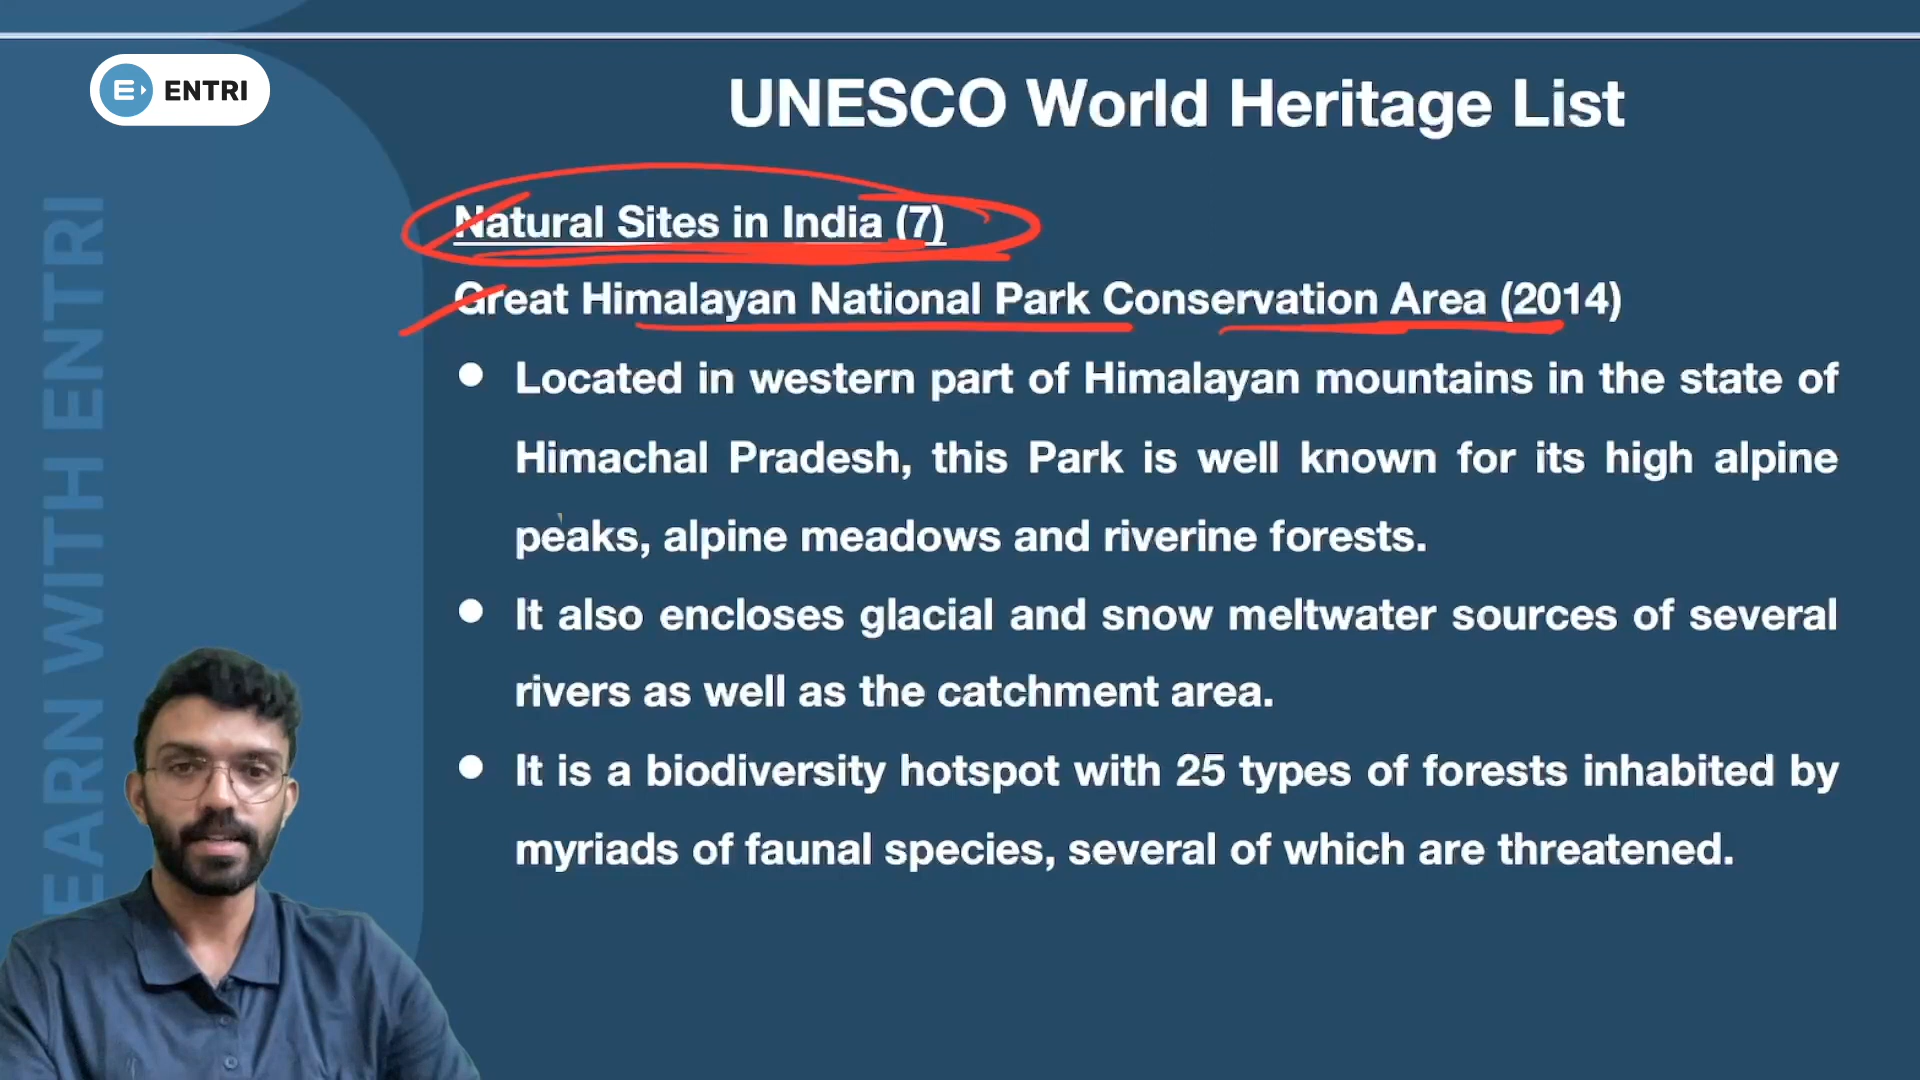 ENTRI
UNESCO World Heritage List
Natural Sites in India (7)
Great Himalayan National Park Conservation Area (2014)
● Located in western part of Himalayan mountains in the state of
Himachal Pradesh, this Park is well known for its high alpine
peaks, alpine meadows and riverine forests.
● It also encloses glacial and snow meltwater sources of several
rivers as well as the catchment area.
● It is a biodiversity hotspot with 25 types of forests inhabited by
myriads of faunal species, several of which are threatened.
EARN WITH ENTRI